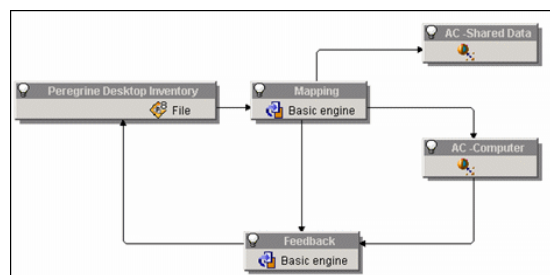 AC -Shared Data
Peregrine Desktop Inventory
File
Mapping
Basic engine
AC -Computer
Feedback
Basic engine